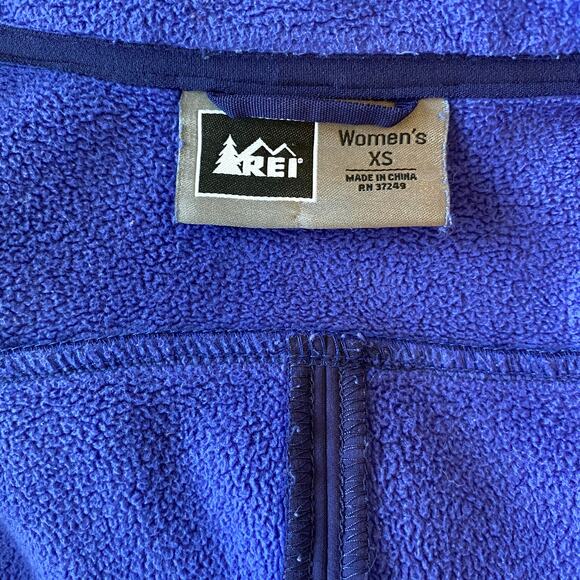 REI
Women's
XS
MADE IN CHINA
RN 37249